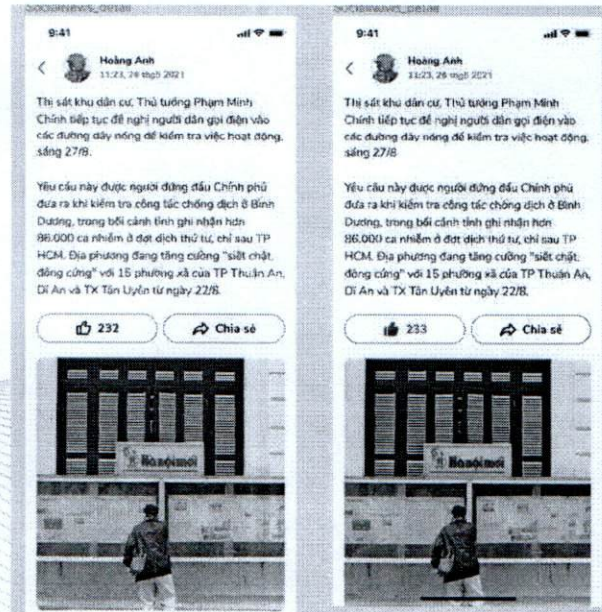 SocialNews_detail
9:41
Hoàng Anh
11:23, 26 thg8 2021
Thị sát khu dân cư, Thủ tướng Phạm Minh
Chính tiếp tục đề nghị người dân gọi điện vào
các đường dây nóng để kiểm tra việc hoạt động,
sáng 27/8.
Yêu cầu này được người đứng đầu Chính phủ
đưa ra khi kiểm tra công tác chống dịch ở Bình
Dương, trong bối cảnh tỉnh ghi nhận hơn
86.000 ca nhiễm ở đợt dịch thứ tư, chỉ sau TP
HCM. Địa phương đang tăng cường "siết chặt,
đông cứng" với 15 phường xã của TP Thuận An,
Dĩ An và TX Tân Uyên từ ngày 22/8.
232
Chia sẻ
Hànộimới
SocialNews_detail
9:41
Hoàng Anh
11:23, 26 thg8 2021
Thị sát khu dân cư, Thủ tướng Phạm Minh
Chính tiếp tục đề nghị người dân gọi điện vào
các đường dây nóng để kiểm tra việc hoạt động,
sáng 27/8.
Yêu cầu này được người đứng đầu Chính phủ
đưa ra khi kiểm tra công tác chống dịch ở Bình
Dương, trong bối cảnh tỉnh ghi nhận hơn
86.000 ca nhiễm ở đợt dịch thứ tư, chỉ sau TP
HCM. Địa phương đang tăng cường "siết chặt,
đông cứng" với 15 phường xã của TP Thuận An,
Dĩ An và TX Tân Uyên từ ngày 22/8.
233
Chia sẻ
Hànộimới